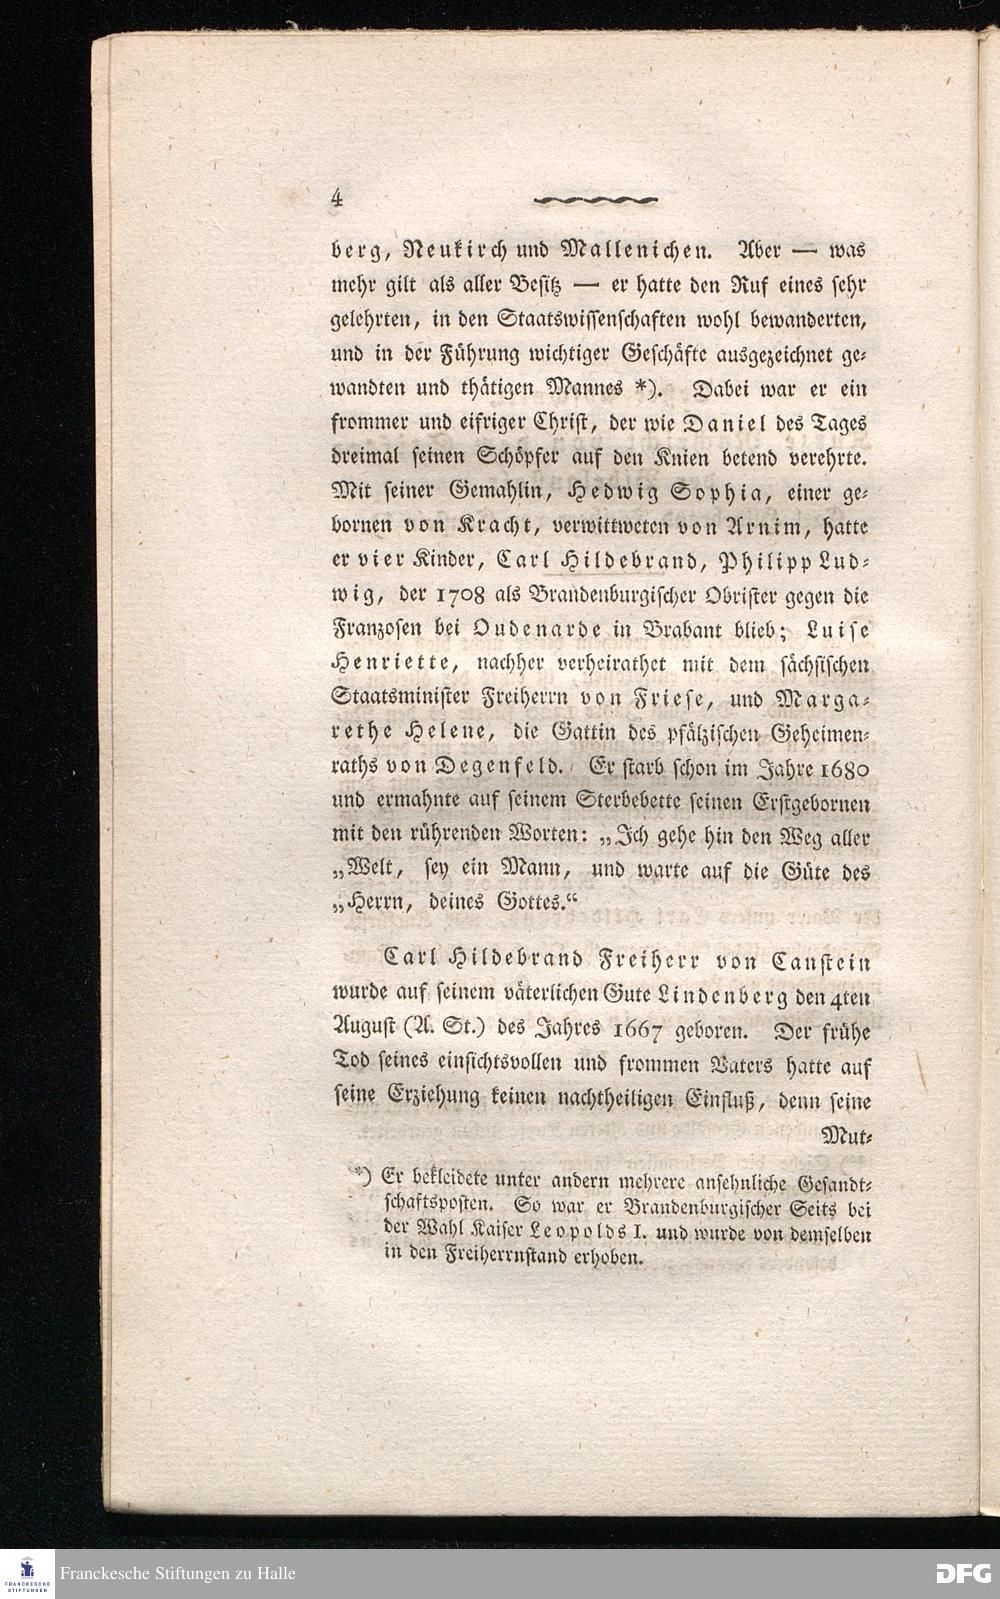 4
berg, Neukirch und Mallenichen. Aber — was
mehr gilt als aller Besitz — er hatte den Ruf eines sehr
gelehrten, in den Staatswissenschaften wohl bewanderten,
und in der Führung wichtiger Geschäfte ausgezeichnet ge-
wandten und thätigen Mannes *). Dabei war er ein
frommer und eifriger Christ, der wie Daniel des Tages
dreimal seinen Schöpfer auf den Knien betend verehrte.
Mit seiner Gemahlin, Hedwig Sophia, einer ge-
bornen von Kracht, verwittweten von Arnim, hatte
er vier Kinder, Carl Hildebrand, Philipp Lud-
wig, der 1708 als Brandenburgischer Obrister gegen die
Franzosen bei Oudenarde in Brabant blieb; Luise
Henriette, nachher verheirathet mit dem sächsischen
Staatsminister Freiherrn von Friese, und Marga-
rethe Helene, die Gattin des pfälzischen Geheimen-
raths von Degenfeld. Er starb schon im Jahre 1680
und ermahnte auf seinem Sterbebette seinen Erstgebornen
mit den rührenden Worten: „Ich gehe hin den Weg aller
„Welt, sey ein Mann, und warte auf die Güte des
„Herrn, deines Gottes.“
Carl Hildebrand Freiherr von Canstein
wurde auf seinem väterlichen Gute Lindenberg den 4ten
August (A. St.) des Jahres 1667 geboren. Der frühe
Tod seines einsichtsvollen und frommen Vaters hatte auf
seine Erziehung keinen nachtheiligen Einfluß, denn seine
Mut-
*) Er bekleidete unter andern mehrere ansehnliche Gesandt-
schaftsposten. So war er Brandenburgischer Seits bei
der Wahl Kaiser Leopolds I. und wurde von demselben
in den Freiherrnstand erhoben.
FRANCKESCHE
STIFTUNGEN
Franckesche Stiftungen zu Halle
DFG